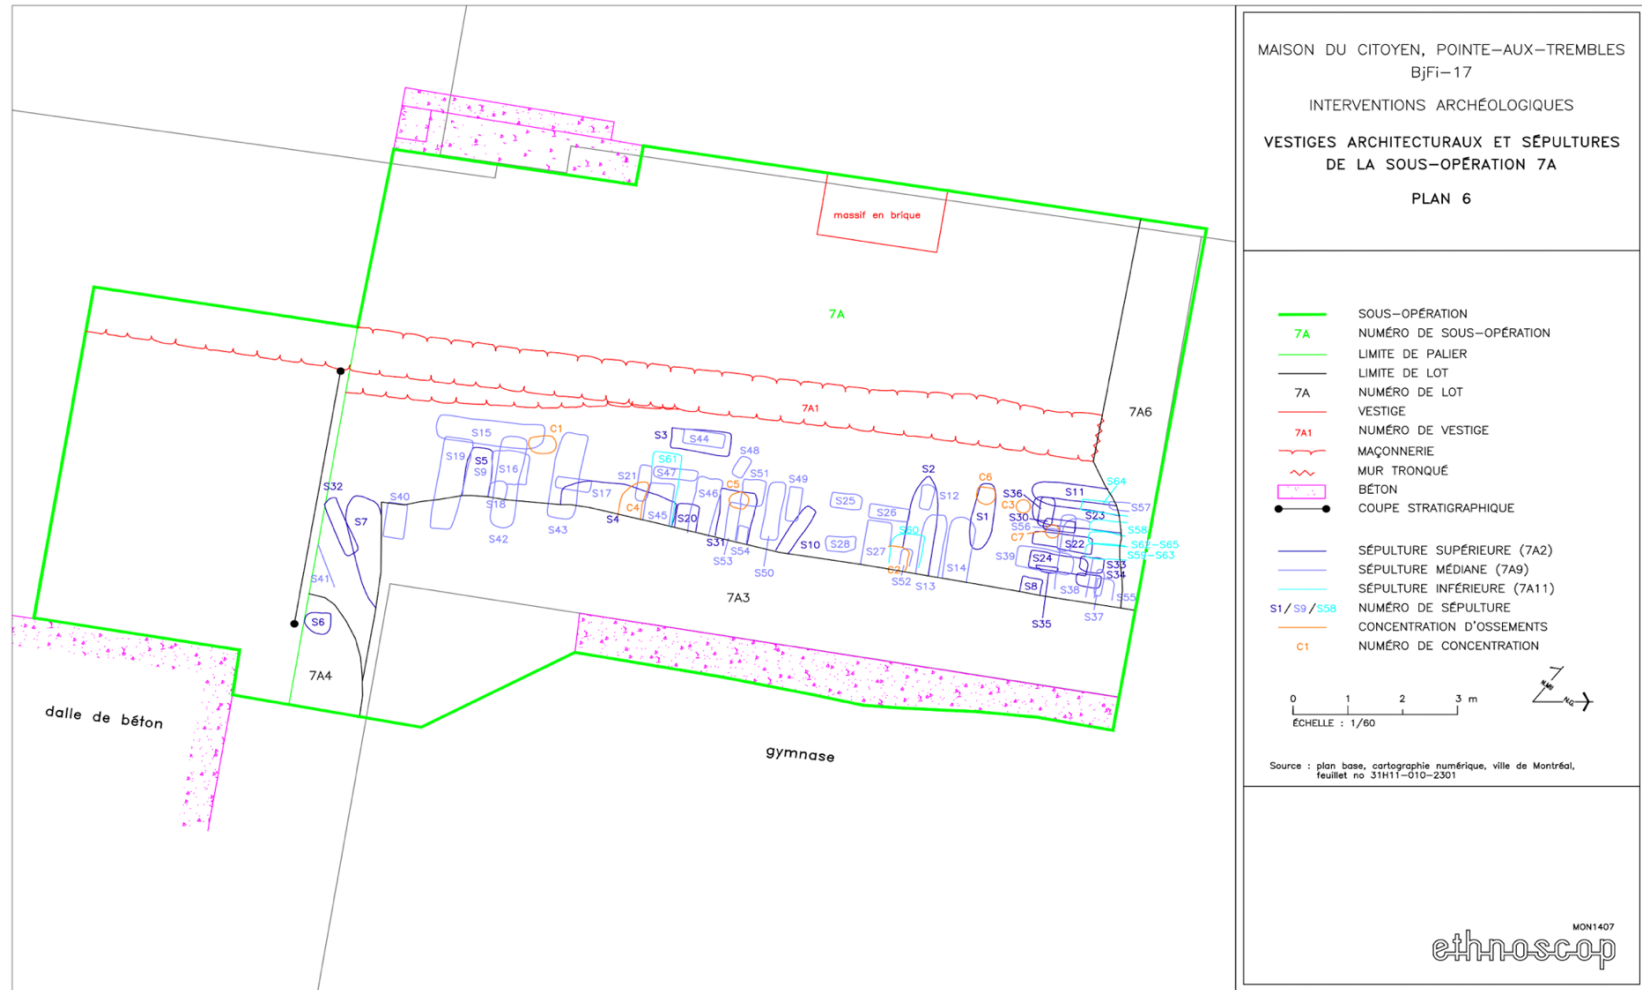 massif en brique
7A
7A1
7A6
7A3
7A4
C1
S15
S19
S5
S9
S16
S18
S42
S43
S17
S32
S7
S40
S41
S6
S3
S44
S48
S61
S47
S21
C4
S45
S4
S20
S46
C5
S51
S49
S31
S54
S53
S50
S10
S25
S26
S28
S27
S60
C2
S52
S13
S2
S12
S14
C6
S1
C3
S36
S11
S64
S57
S30
S23
S56
S58
C7
S22
S62-S65
S59-S63
S39
S24
S33
S34
S8
S38
S55
S37
S35
dalle de béton
gymnase
MAISON DU CITOYEN, POINTE-AUX-TREMBLES
BjFi-17
INTERVENTIONS ARCHÉOLOGIQUES
VESTIGES ARCHITECTURAUX ET SÉPULTURES
DE LA SOUS-OPÉRATION 7A
PLAN 6
SOUS-OPÉRATION
7A NUMÉRO DE SOUS-OPÉRATION
LIMITE DE PALIER
LIMITE DE LOT
7A NUMÉRO DE LOT
VESTIGE
7A1 NUMÉRO DE VESTIGE
MAÇONNERIE
MUR TRONQUÉ
BÉTON
COUPE STRATIGRAPHIQUE
SÉPULTURE SUPÉRIEURE (7A2)
SÉPULTURE MÉDIANE (7A9)
SÉPULTURE INFÉRIEURE (7A11)
S1/S9/S58 NUMÉRO DE SÉPULTURE
CONCENTRATION D'OSSEMENTS
C1 NUMÉRO DE CONCENTRATION
0 1 2 3 m
ÉCHELLE : 1/60
Source : plan base, cartographie numérique, ville de Montréal,
feuillet no 31H11-010-2301
MON1407
ethnoscop